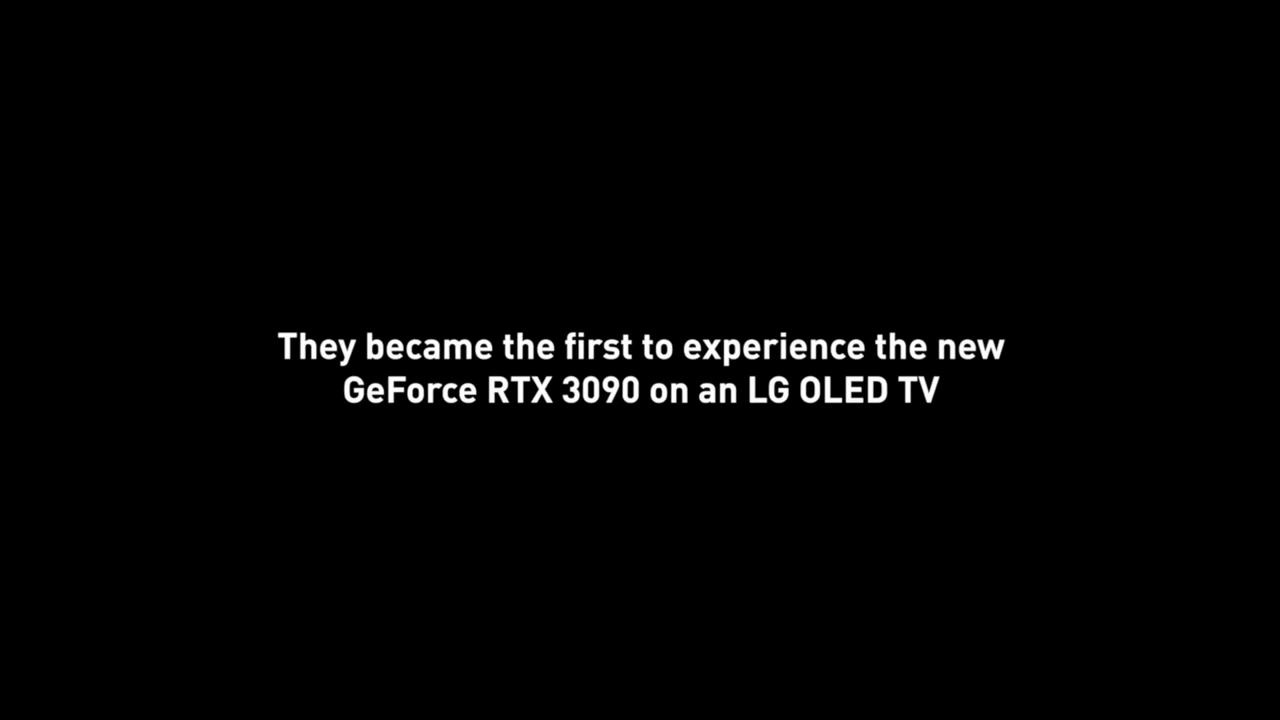 They became the first to experience the new
GeForce RTX 3090 on an LG OLED TV